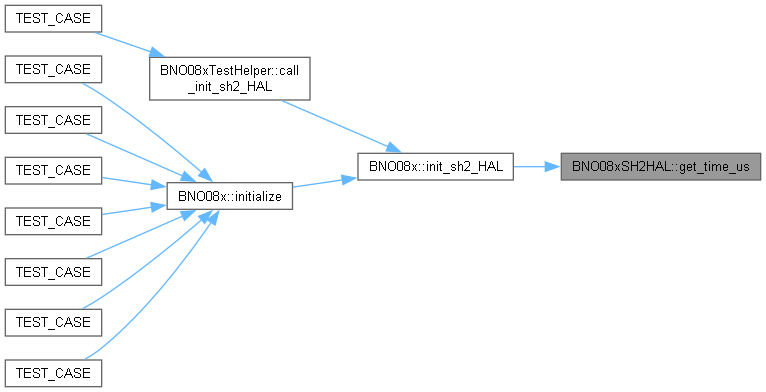 TEST_CASE
BNO08xTestHelper::call
_init_sh2_HAL
TEST_CASE
TEST_CASE
BNO08x::init_sh2_HAL
BNO08xSH2HAL::get_time_us
TEST_CASE
BNO08x::initialize
TEST_CASE
TEST_CASE
TEST_CASE
TEST_CASE